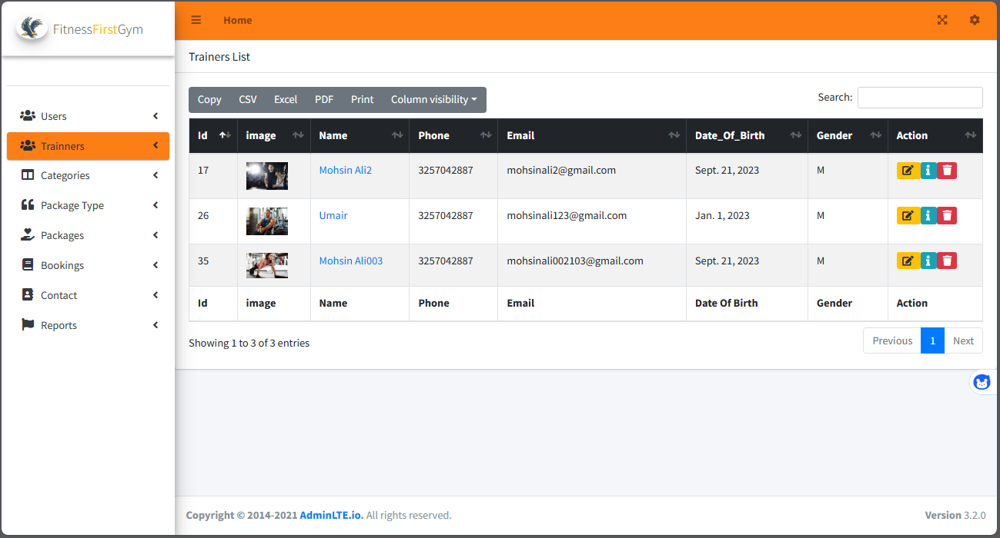 FitnessFirstGym
Home
Users
Trainners
Categories
Package Type
Packages
Bookings
Contact
Reports
Trainers List
Copy CSV Excel PDF Print Column visibility
Search:
Id image Name Phone Email Date_Of_Birth Gender Action
17 Mohsin Ali2 3257042887 mohsinali2@gmail.com Sept. 21, 2023 M
26 Umair 3257042887 mohsinali123@gmail.com Jan. 1, 2023 M
35 Mohsin Ali003 3257042887 mohsinali002103@gmail.com Sept. 21, 2023 M
Id image Name Phone Email Date Of Birth Gender Action
Showing 1 to 3 of 3 entries
Previous 1 Next
Copyright © 2014-2021 AdminLTE.io. All rights reserved.
Version 3.2.0